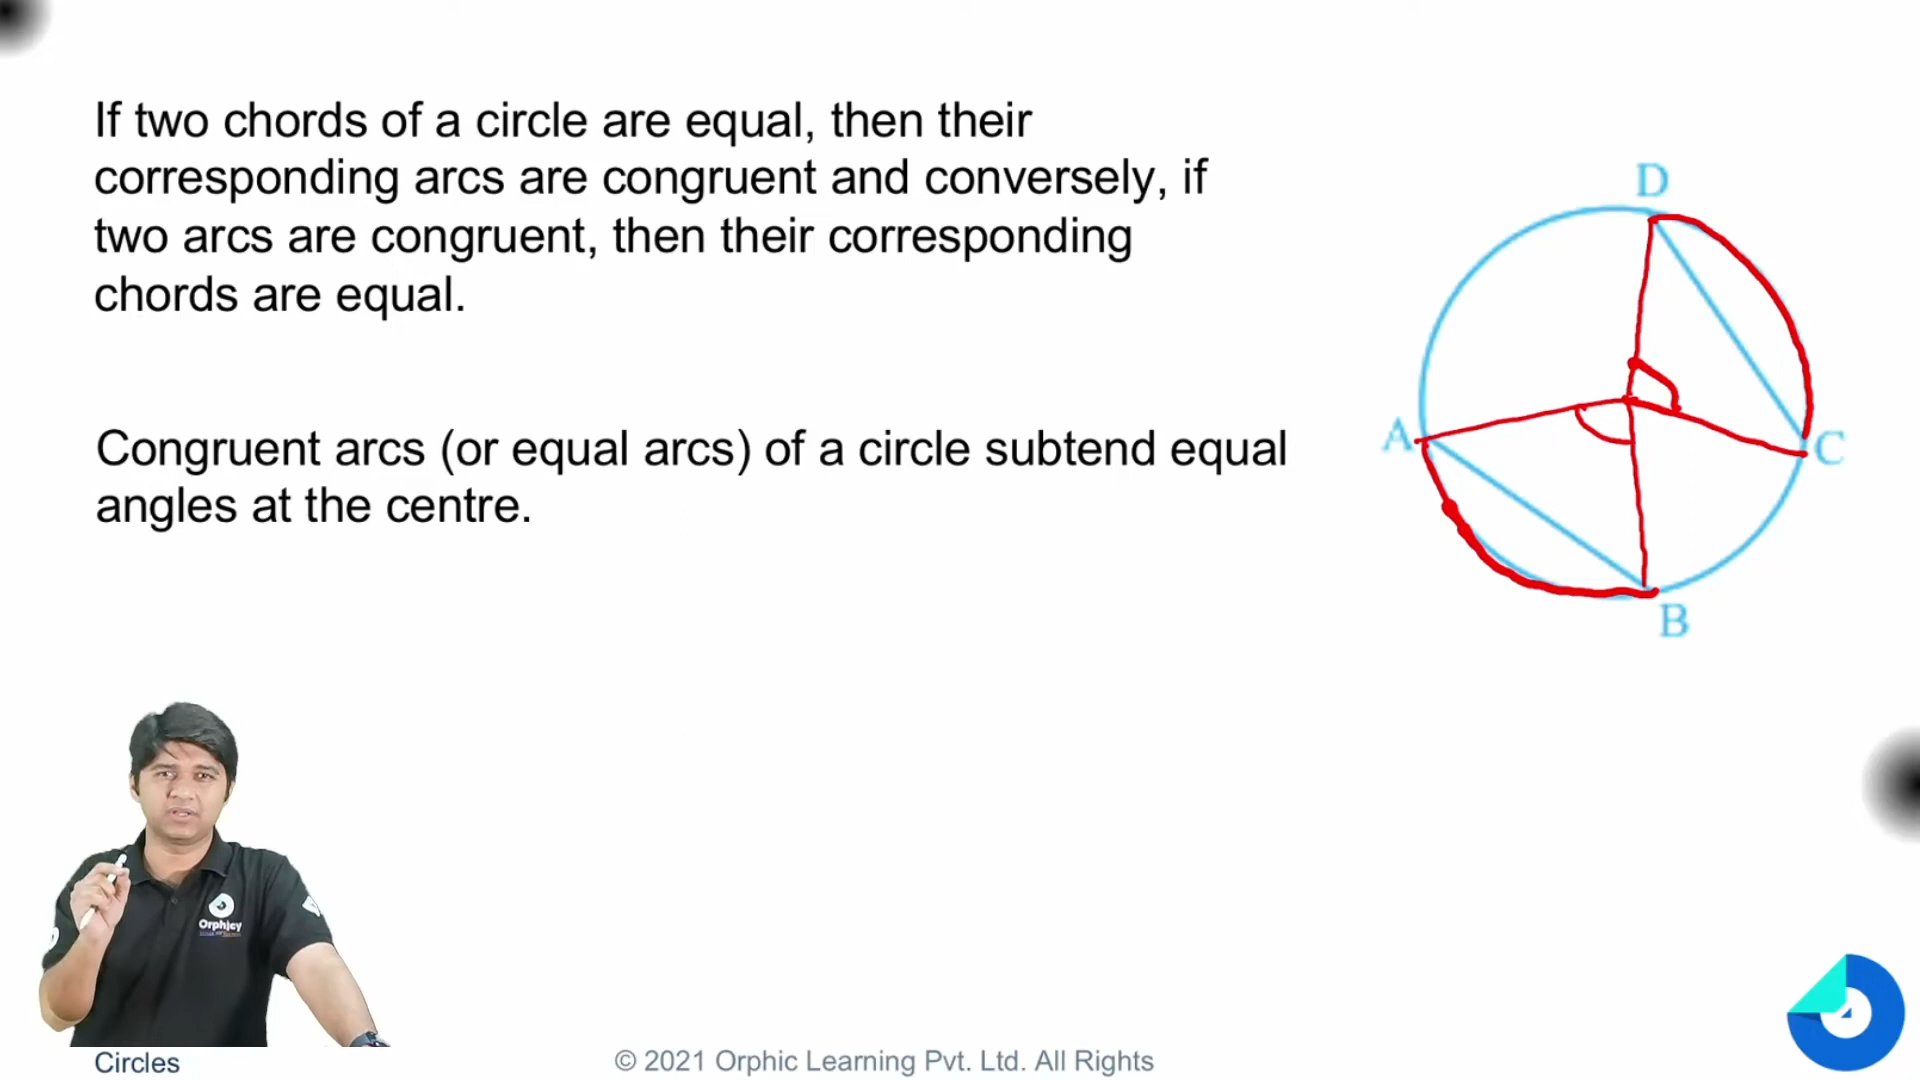 If two chords of a circle are equal, then their
corresponding arcs are congruent and conversely, if
two arcs are congruent, then their corresponding
chords are equal.
Congruent arcs (or equal arcs) of a circle subtend equal
angles at the centre.
D
A
C
B
Orphicy
Circles
© 2021 Orphic Learning Pvt. Ltd. All Rights